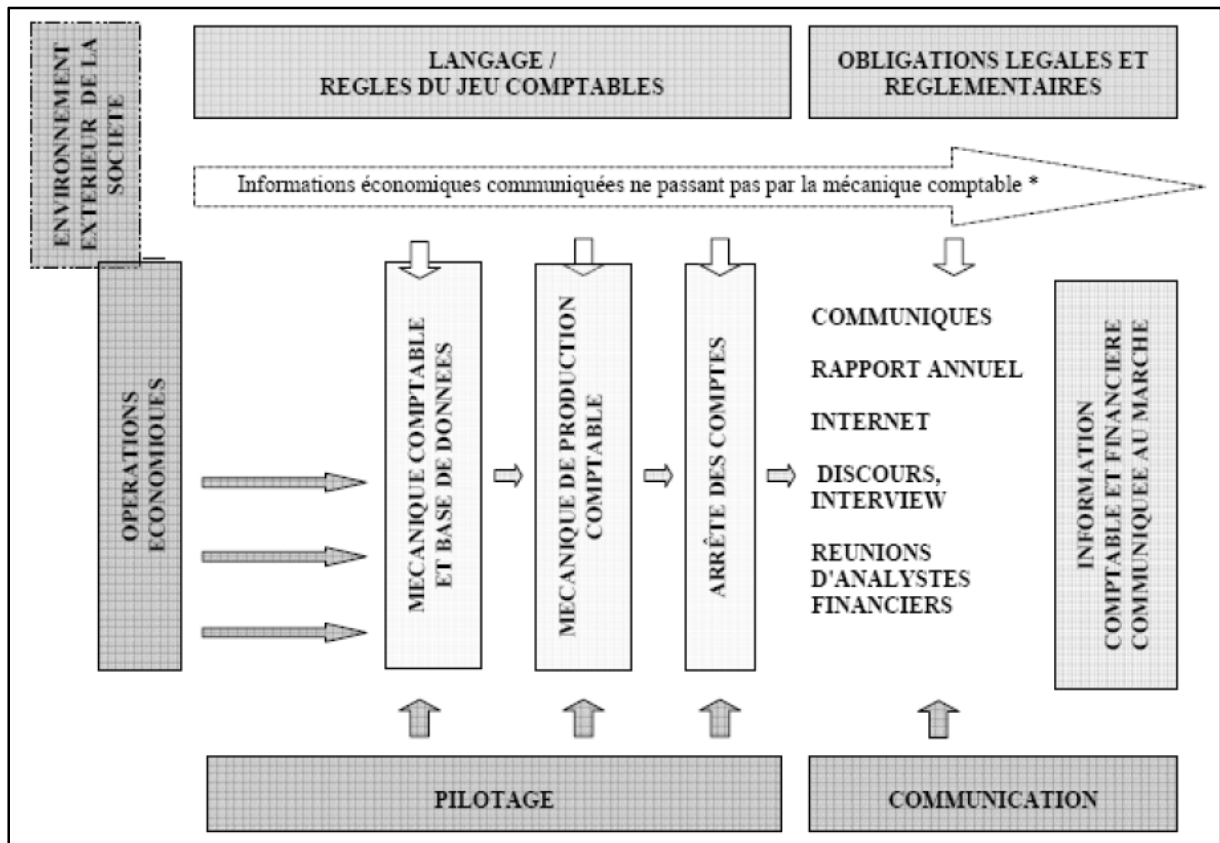 ENVIRONNEMENT
EXTERIEUR DE LA
SOCIETE
LANGAGE /
REGLES DU JEU COMPTABLES
OBLIGATIONS LEGALES ET
REGLEMENTAIRES
Informations économiques communiquées ne passant pas par la mécanique comptable *
OPERATIONS
ECONOMIQUES
MECANIQUE COMPTABLE
ET BASE DE DONNEES
MECANIQUE DE PRODUCTION
COMPTABLE
ARRÊTE DES COMPTES
COMMUNIQUES
RAPPORT ANNUEL
INTERNET
DISCOURS,
INTERVIEW
REUNIONS
D'ANALYSTES
FINANCIERS
INFORMATION
COMPTABLE ET FINANCIERE
COMMUNIQUEE AU MARCHE
PILOTAGE
COMMUNICATION